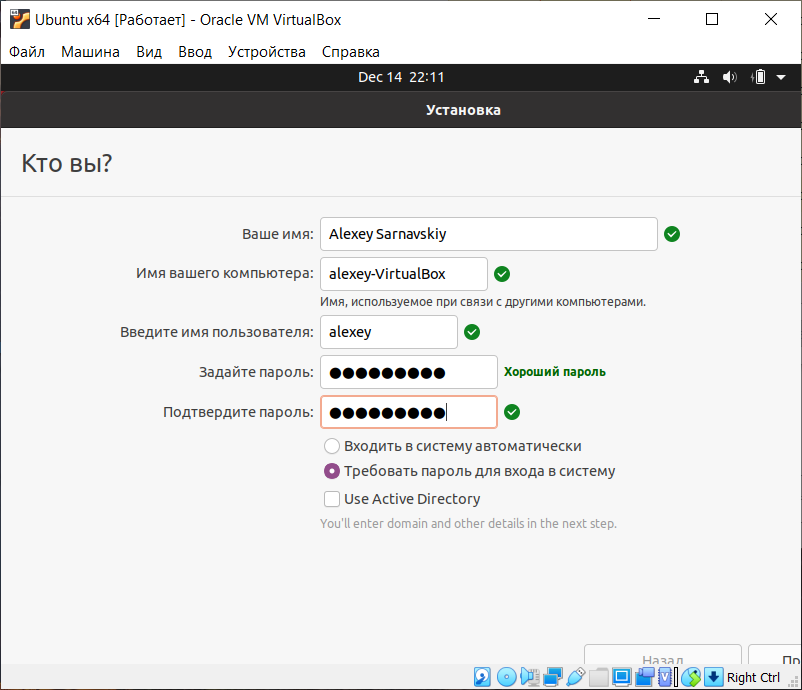 Ubuntu x64 [Работает] - Oracle VM VirtualBox
Файл Машина Вид Ввод Устройства Справка
Dec 14 22:11
Установка
Кто вы?
Ваше имя: Alexey Sarnavskiy
Имя вашего компьютера: alexey-VirtualBox
Имя, используемое при связи с другими компьютерами.
Введите имя пользователя: alexey
Задайте пароль: ●●●●●●●●● Хороший пароль
Подтвердите пароль: ●●●●●●●●●
Входить в систему автоматически
Требовать пароль для входа в систему
Use Active Directory
You'll enter domain and other details in the next step.
Назад Пр
Right Ctrl